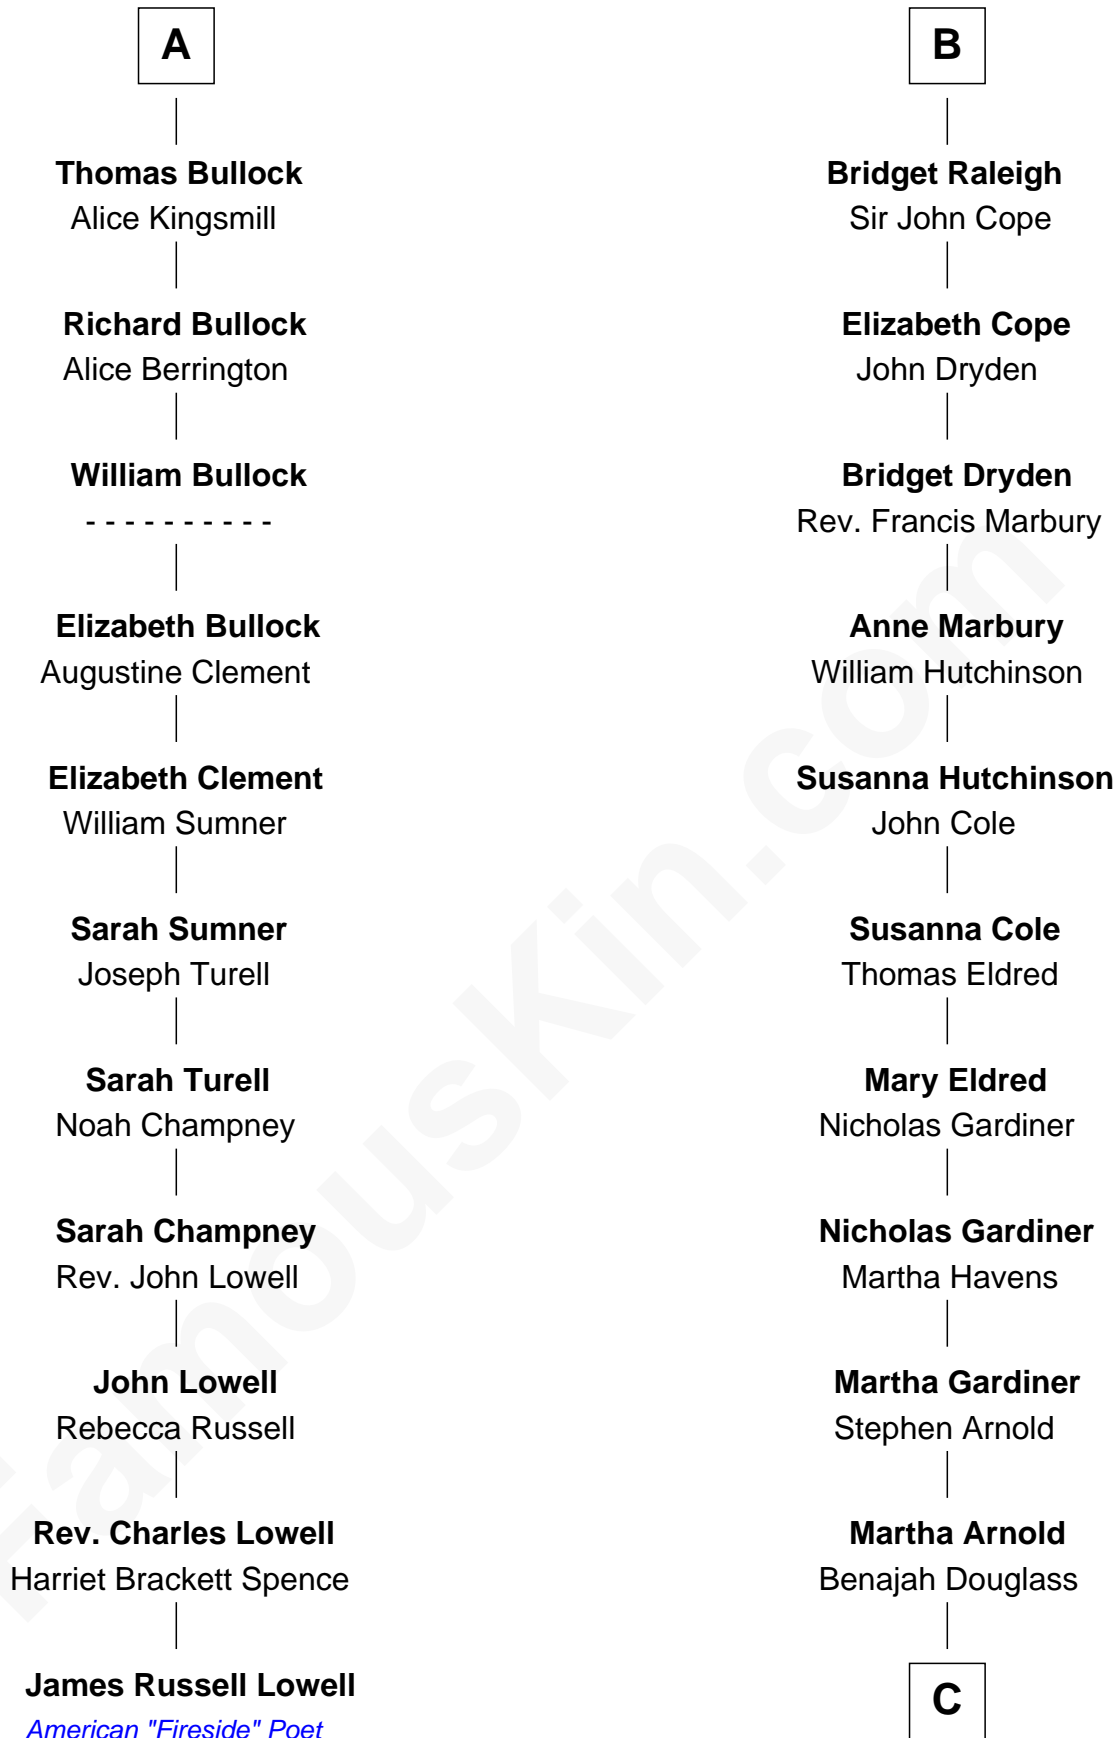 A
Thomas Bullock
Alice Kingsmill
Richard Bullock
Alice Berrington
William Bullock
- - - - - - - - - -
Elizabeth Bullock
Augustine Clement
Elizabeth Clement
William Sumner
Sarah Sumner
Joseph Turell
Sarah Turell
Noah Champney
Sarah Champney
Rev. John Lowell
John Lowell
Rebecca Russell
Rev. Charles Lowell
Harriet Brackett Spence
James Russell Lowell
American "Fireside" Poet
B
Bridget Raleigh
Sir John Cope
Elizabeth Cope
John Dryden
Bridget Dryden
Rev. Francis Marbury
Anne Marbury
William Hutchinson
Susanna Hutchinson
John Cole
Susanna Cole
Thomas Eldred
Mary Eldred
Nicholas Gardiner
Nicholas Gardiner
Martha Havens
Martha Gardiner
Stephen Arnold
Martha Arnold
Benajah Douglass
C
FamousKin.com